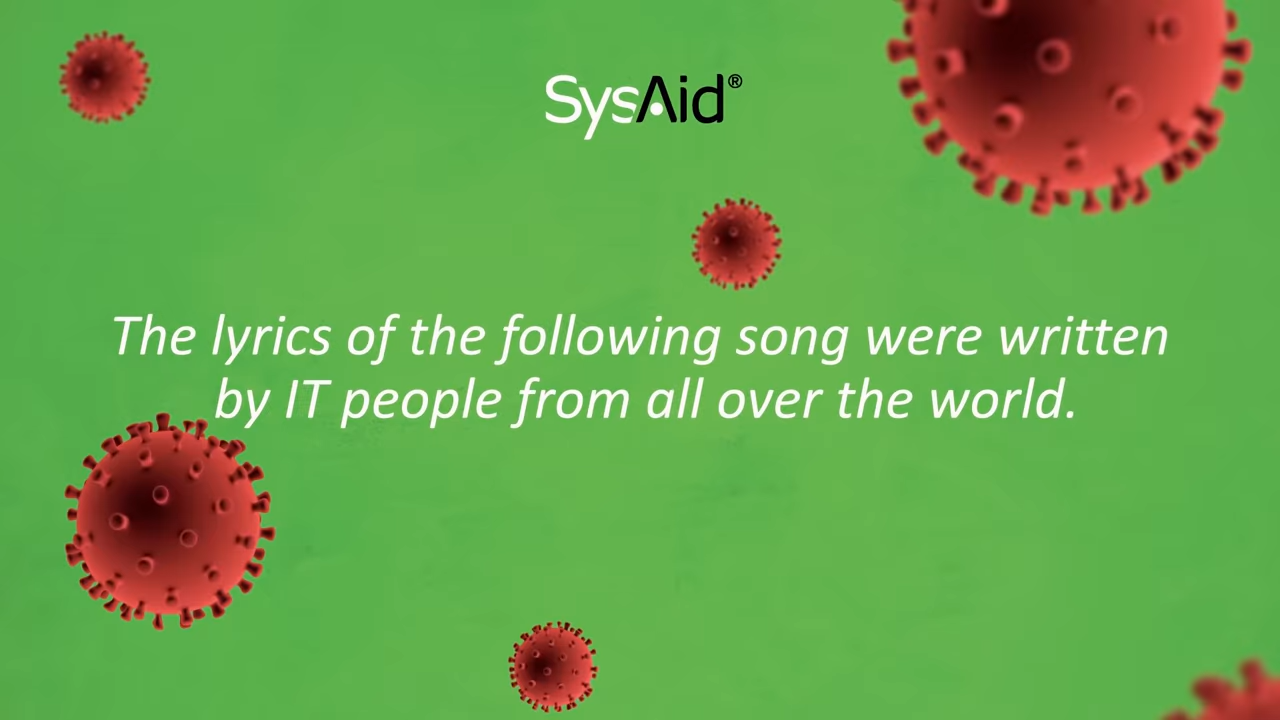 SysAid®
The lyrics of the following song were written
by IT people from all over the world.